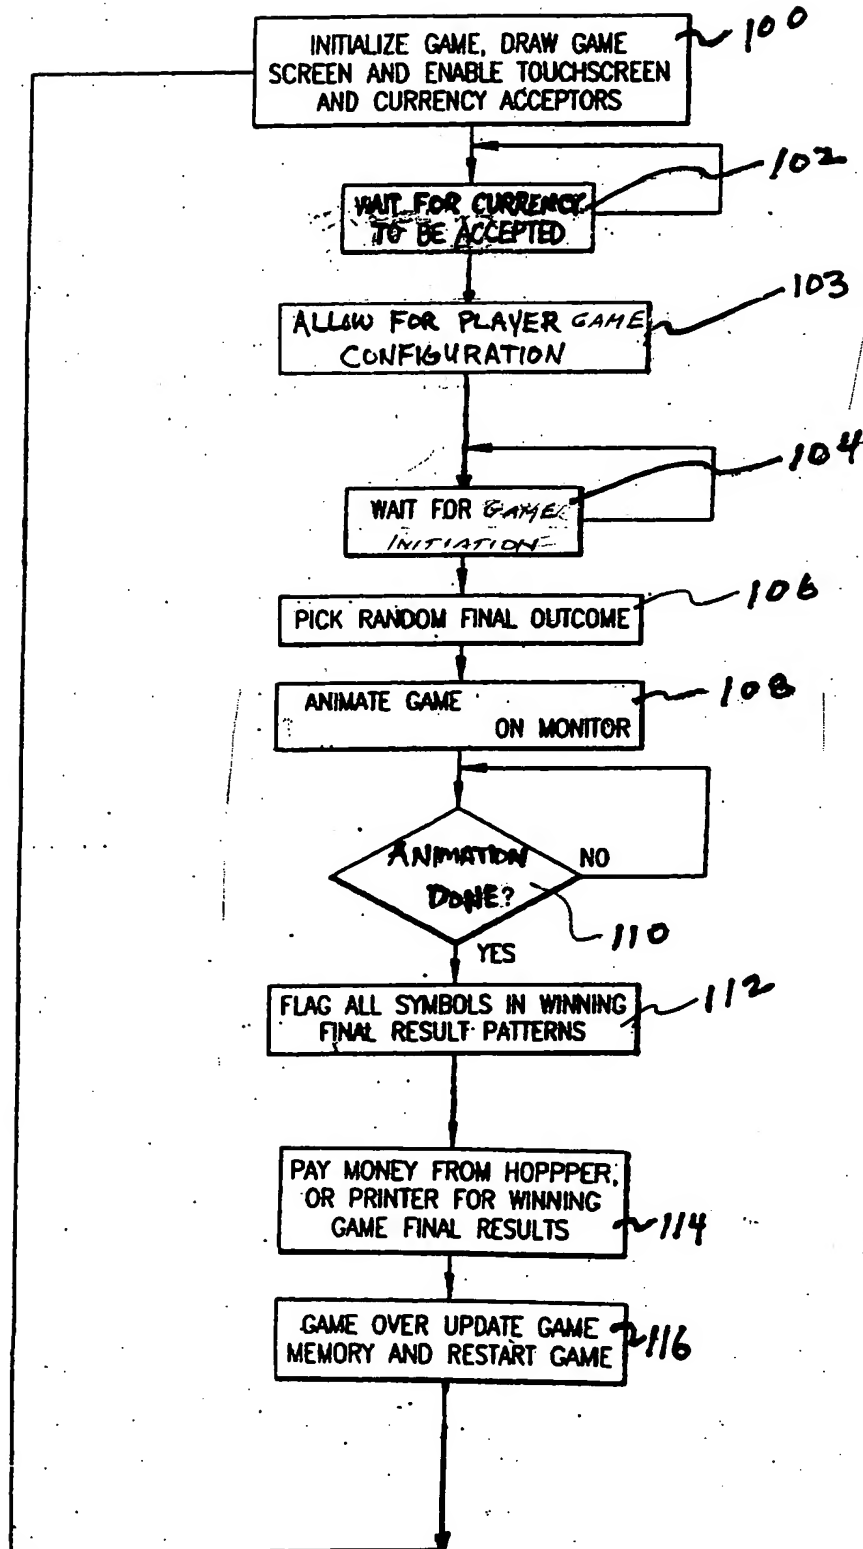 100
INITIALIZE GAME, DRAW GAME
SCREEN AND ENABLE TOUCHSCREEN
AND CURRENCY ACCEPTORS
102
WAIT FOR CURRENCY
TO BE ACCEPTED
103
ALLOW FOR PLAYER GAME
CONFIGURATION
104
WAIT FOR GAME
INITIATION
106
PICK RANDOM FINAL OUTCOME
108
ANIMATE GAME
ON MONITOR
ANIMATION
DONE?
NO
110
YES
112
FLAG ALL SYMBOLS IN WINNING
FINAL RESULT PATTERNS
PAY MONEY FROM HOPPPER,
OR PRINTER FOR WINNING
GAME FINAL RESULTS
114
GAME OVER UPDATE GAME
MEMORY AND RESTART GAME
116